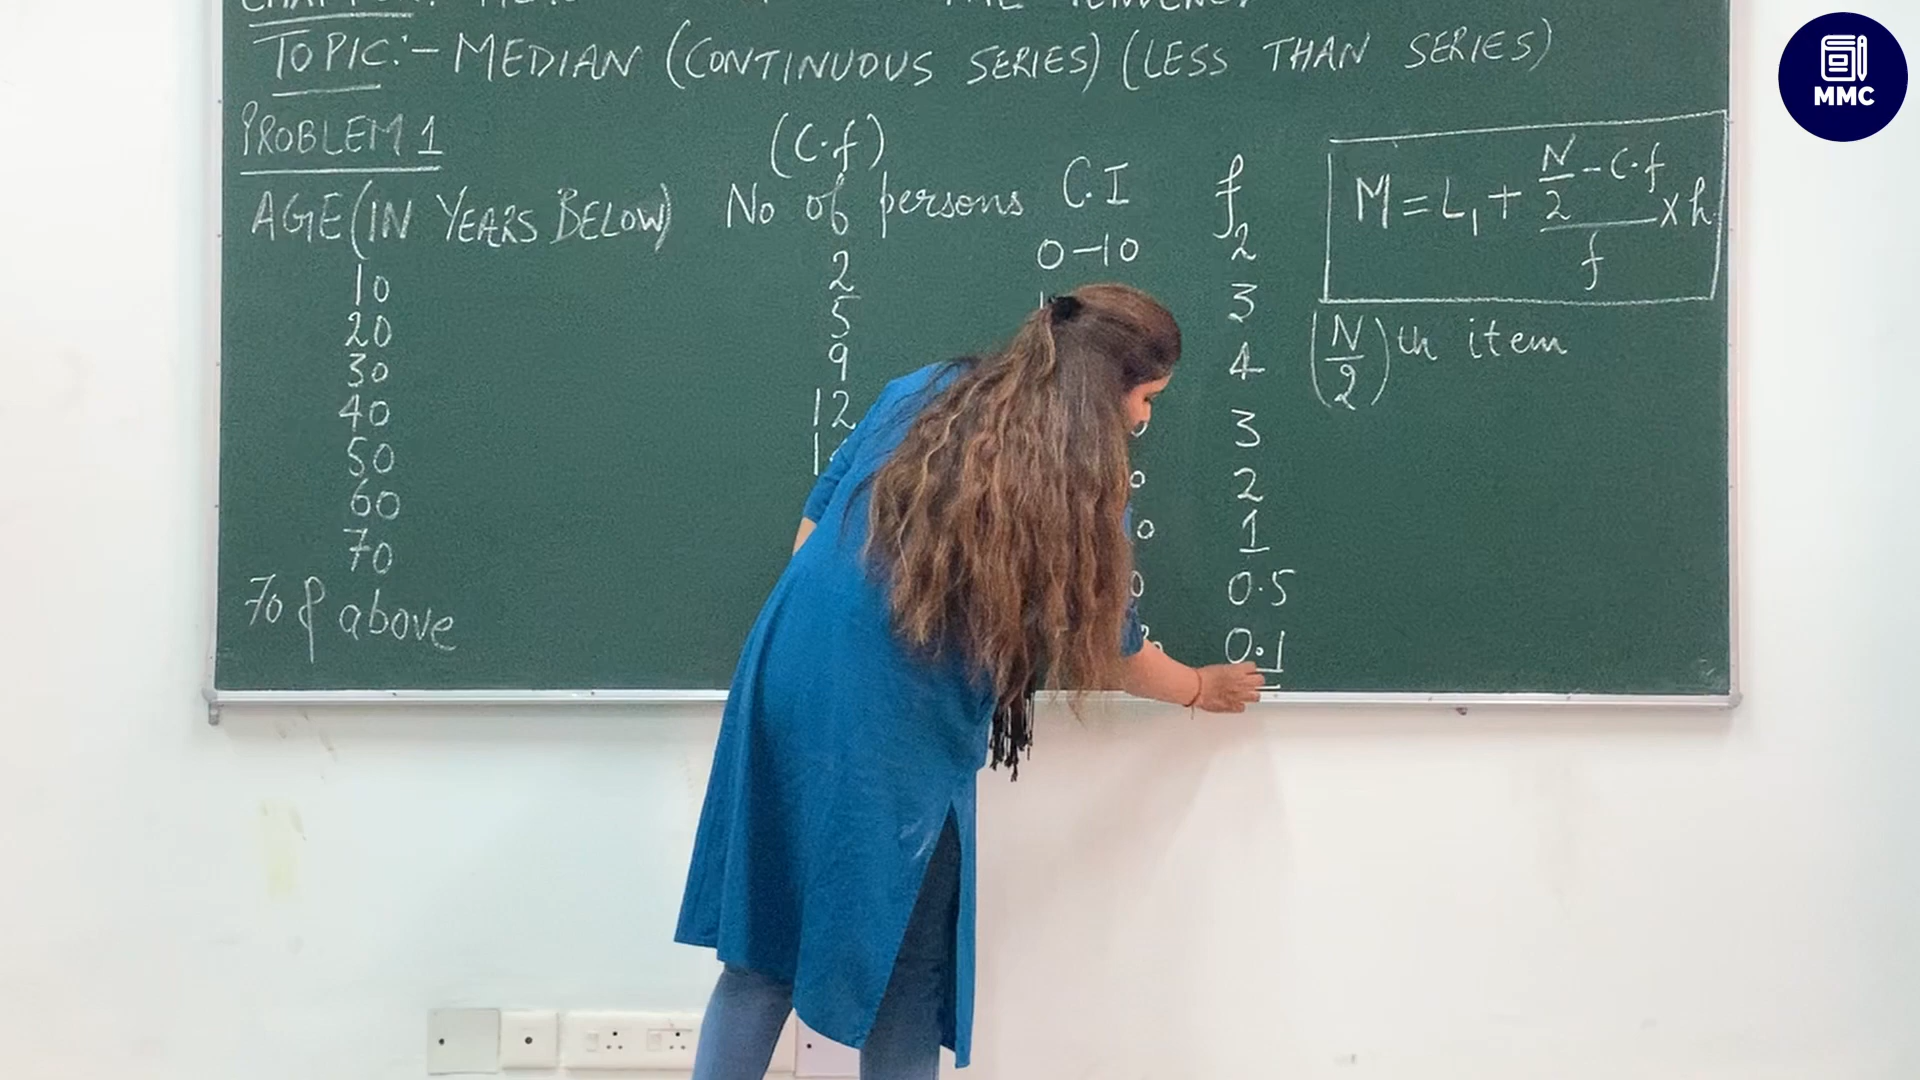 TOPIC:- MEDIAN (CONTINUOUS SERIES) (LESS THAN SERIES)
PROBLEM 1
AGE (IN YEARS BELOW)
10
20
30
40
50
60
70
70 & above
(C.f)
No of persons
2
5
9
12
C.I
0-10
f
2
3
4
3
2
1
0.5
0.1
M = L₁ + N/2 - C.f / f x h
(N/2)th item
MMC